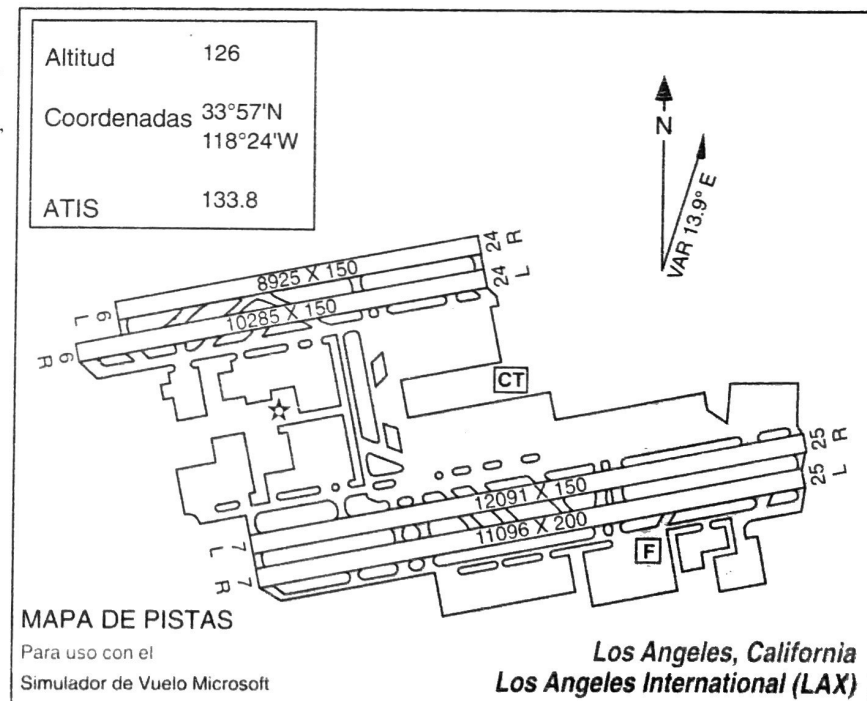 Altitud 126
Coordenadas 33°57'N
118°24'W
ATIS 133.8
N
VAR 13.9° E
24 R
24 L
8925 X 150
10285 X 150
6 L
6 R
CT
25 R
25 L
12091 X 150
11096 X 200
7 L
7 R
F
MAPA DE PISTAS
Para uso con el
Simulador de Vuelo Microsoft
Los Angeles, California
Los Angeles International (LAX)